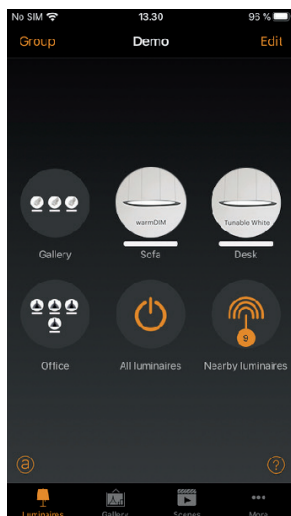 No SIM 13.30 96 %
Group Demo Edit
warmDIM Tunable White
Gallery Sofa Desk
9
Office All luminaires Nearby luminaires
a ?
Luminaires Gallery Scenes More